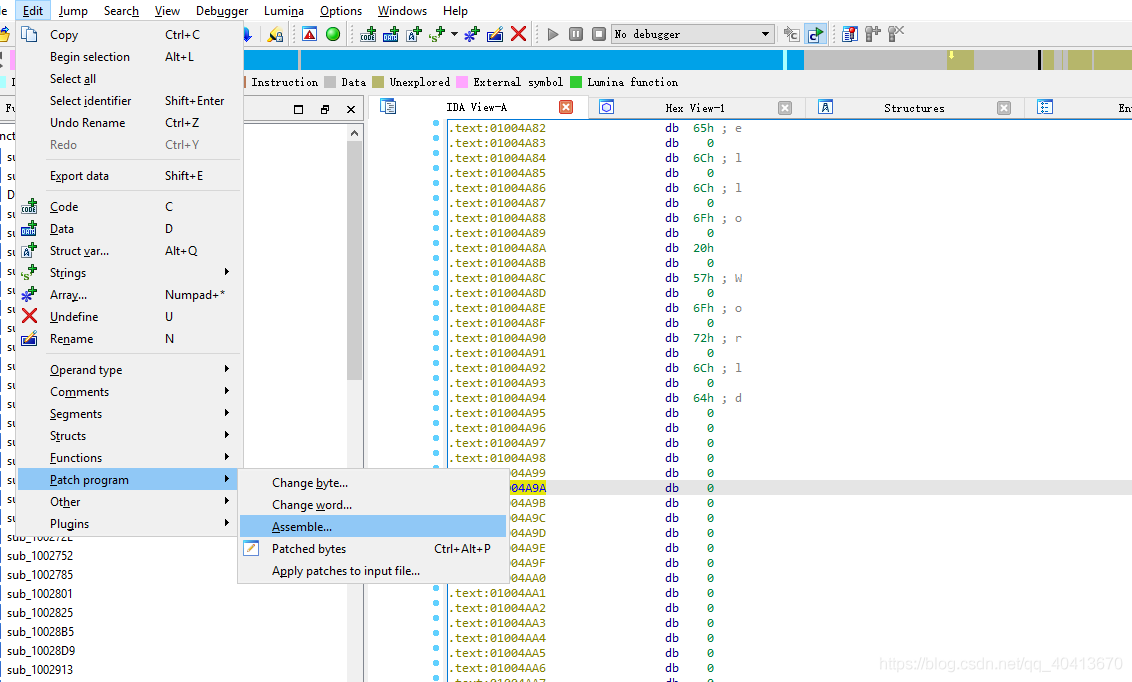 le Edit Jump Search View Debugger Lumina Options Windows Help
No debugger
Instruction Data Unexplored External symbol Lumina function
IDA View-A Hex View-1 Structures
Copy Ctrl+C
Begin selection Alt+L
Select all
Select identifier Shift+Enter
Undo Rename Ctrl+Z
Redo Ctrl+Y
Export data Shift+E
Code C
Data D
Struct var... Alt+Q
Strings
Array... Numpad+*
Undefine U
Rename N
Operand type
Comments
Segments
Structs
Functions
Patch program
Other
Plugins
Change byte...
Change word...
Assemble...
Patched bytes Ctrl+Alt+P
Apply patches to input file...
sub_100272E
sub_1002752
sub_1002785
sub_1002801
sub_1002825
sub_10028B5
sub_10028D9
sub_1002913
.text:01004A82 db 65h ; e
.text:01004A83 db 0
.text:01004A84 db 6Ch ; l
.text:01004A85 db 0
.text:01004A86 db 6Ch ; l
.text:01004A87 db 0
.text:01004A88 db 6Fh ; o
.text:01004A89 db 0
.text:01004A8A db 20h
.text:01004A8B db 0
.text:01004A8C db 57h ; W
.text:01004A8D db 0
.text:01004A8E db 6Fh ; o
.text:01004A8F db 0
.text:01004A90 db 72h ; r
.text:01004A91 db 0
.text:01004A92 db 6Ch ; l
.text:01004A93 db 0
.text:01004A94 db 64h ; d
.text:01004A95 db 0
.text:01004A96 db 0
.text:01004A97 db 0
.text:01004A98 db 0
004A99 db 0
004A9A db 0
004A9B db 0
004A9C db 0
004A9D db 0
004A9E db 0
004A9F db 0
004AA0 db 0
.text:01004AA1 db 0
.text:01004AA2 db 0
.text:01004AA3 db 0
.text:01004AA4 db 0
.text:01004AA5 db 0
.text:01004AA6 db 0
https://blog.csdn.net/qq_40413670